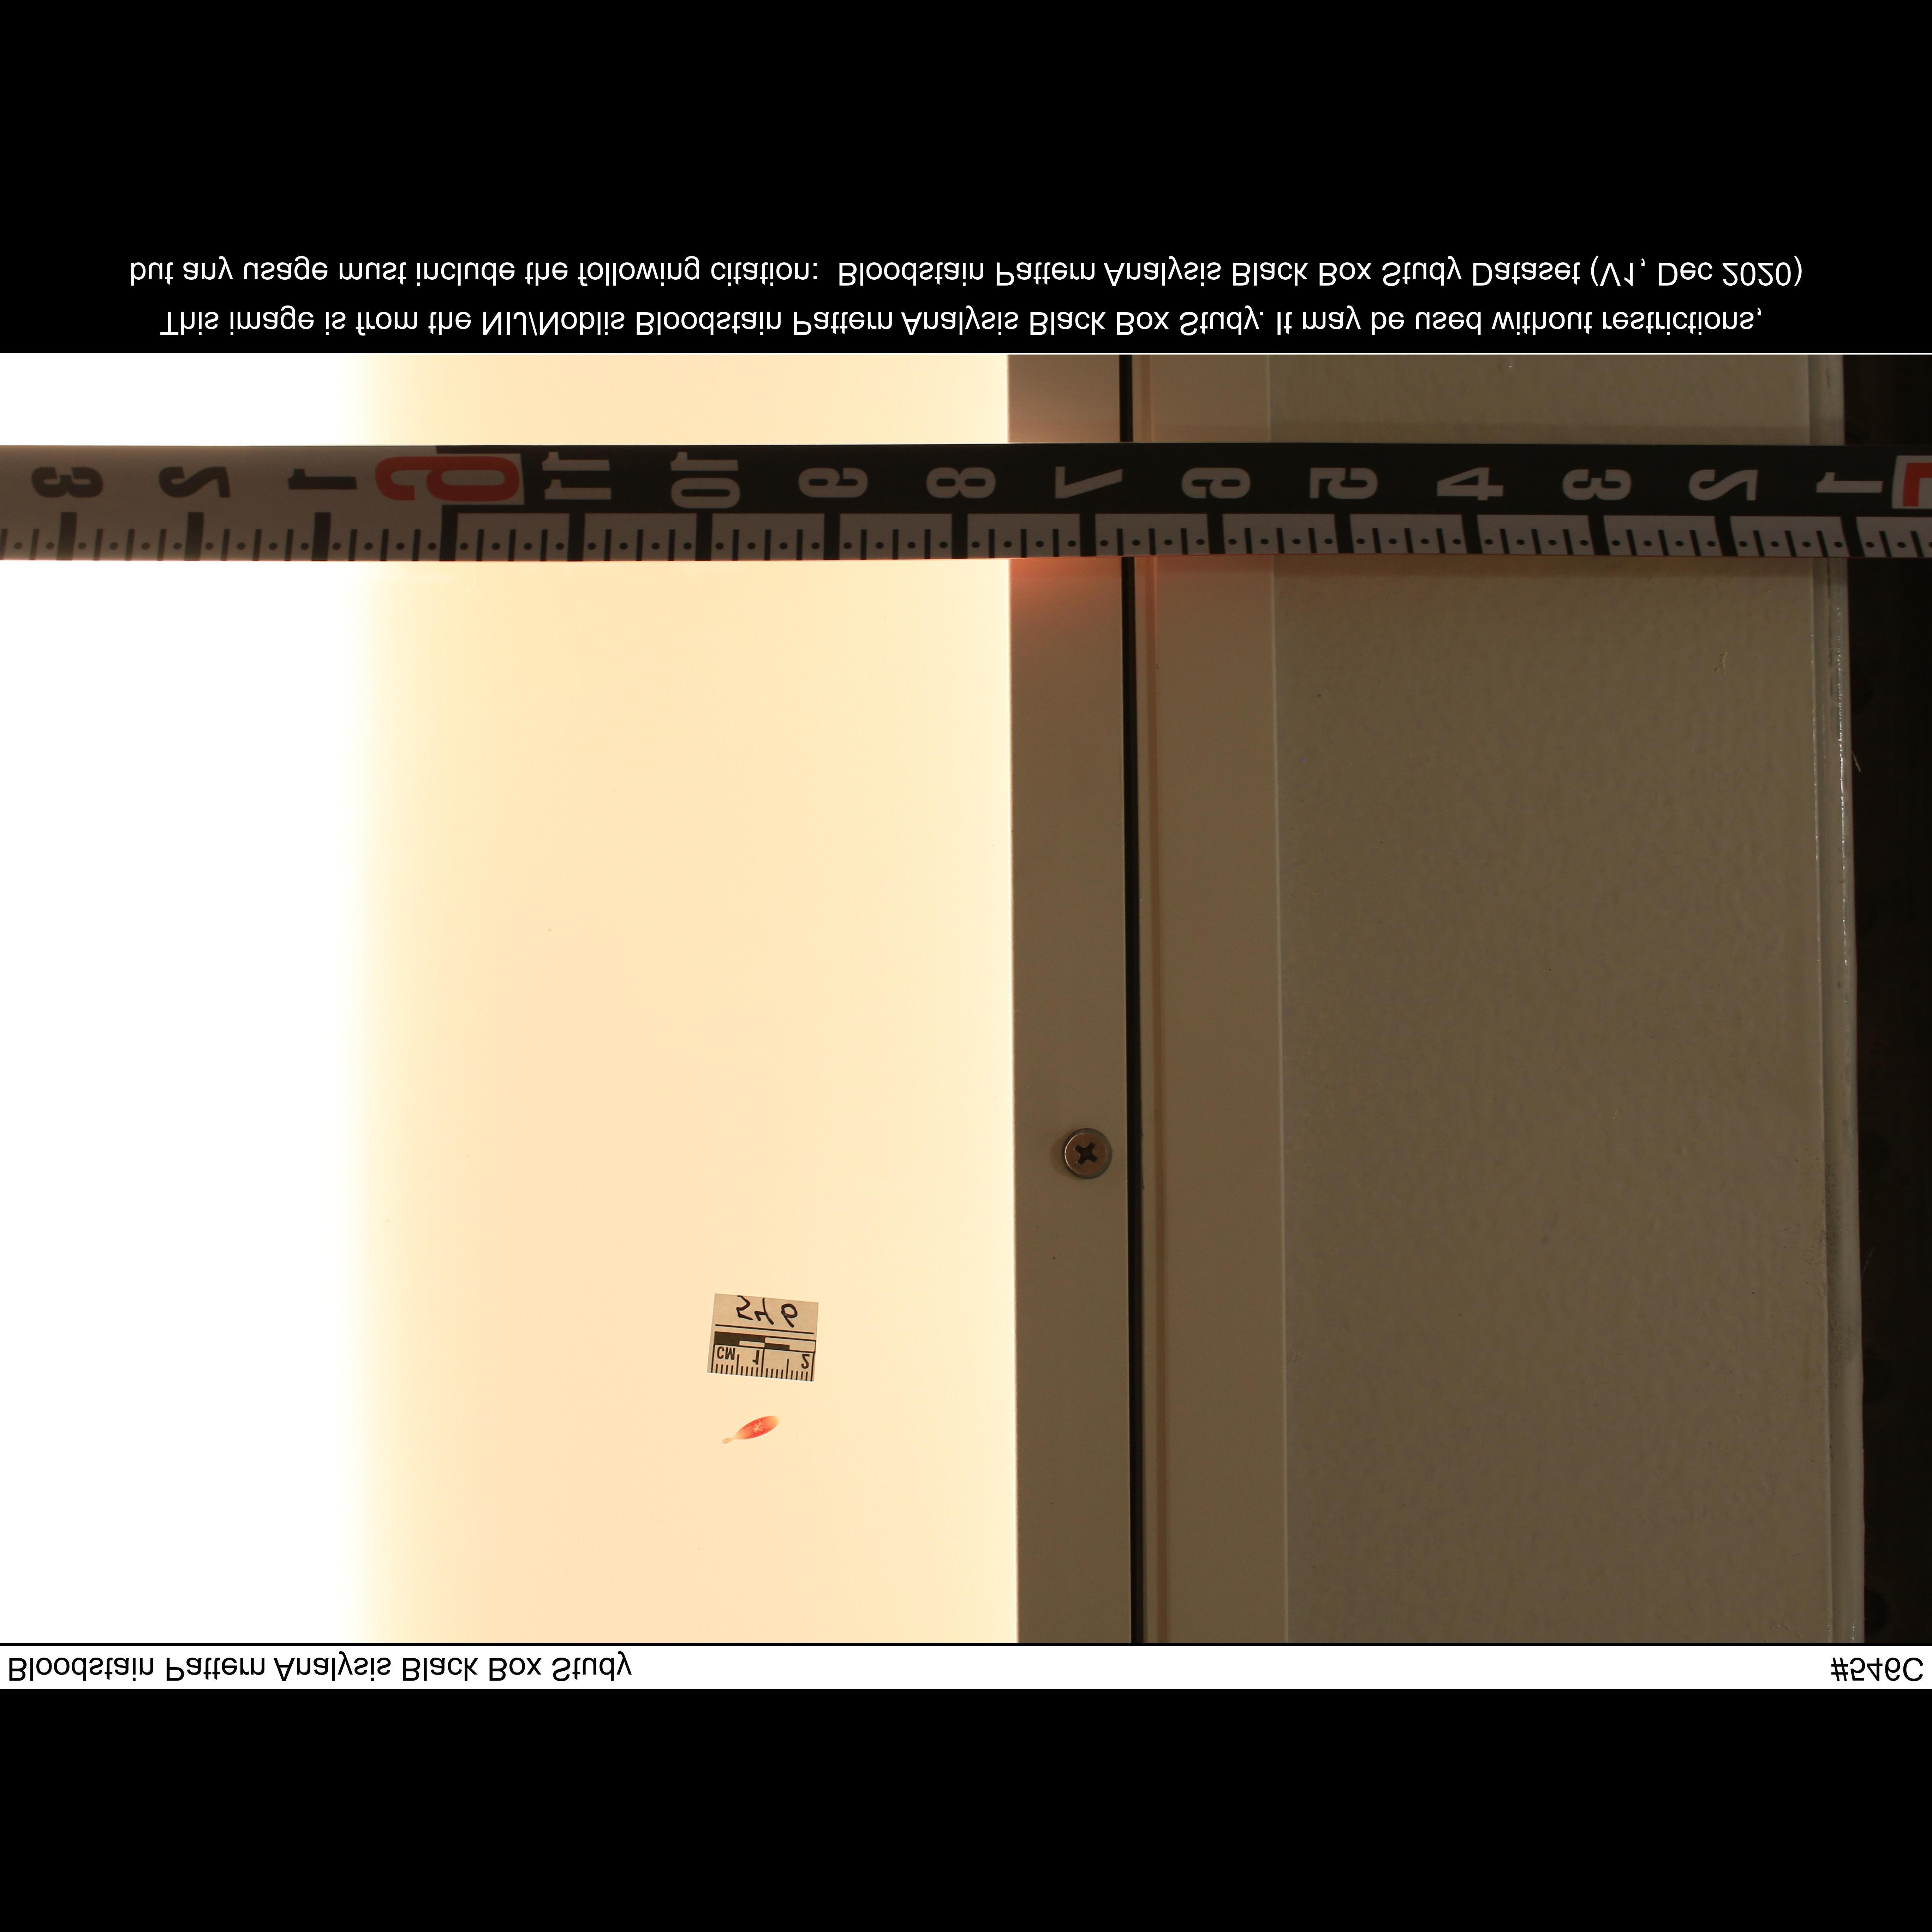 Bloodstain Pattern Analysis Black Box Study #546C
CM 1 2
546
3 2 1 11 10 9 8 7 6 5 4 3 2 1
This image is from the NIJ/Noblis Bloodstain Pattern Analysis Black Box Study. It may be used without restrictions,
but any usage must include the following citation: Bloodstain Pattern Analysis Black Box Study Dataset (V1, Dec 2020)